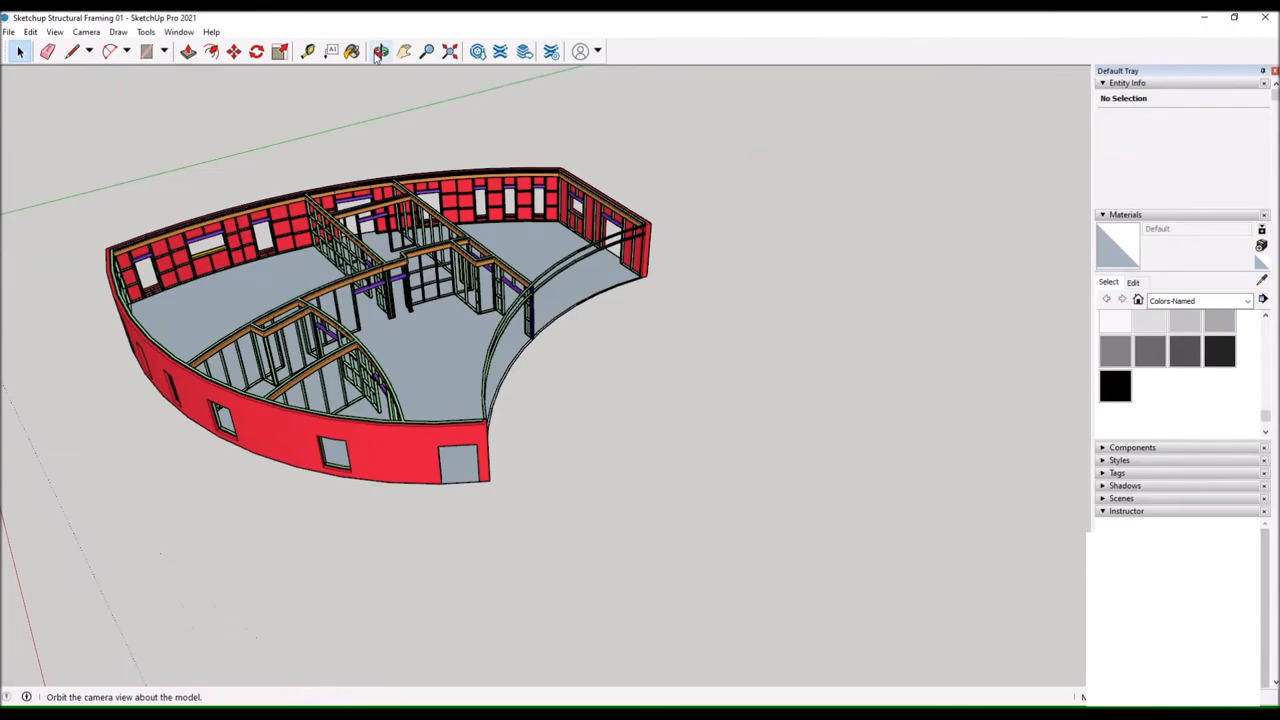 Sketchup Structural Framing 01 - SketchUp Pro 2021
File Edit View Camera Draw Tools Window Help
A1
Default Tray
Entity Info
No Selection
Materials
Default
Select Edit
Colors-Named
Components
Styles
Tags
Shadows
Scenes
Instructor
Orbit the camera view about the model.